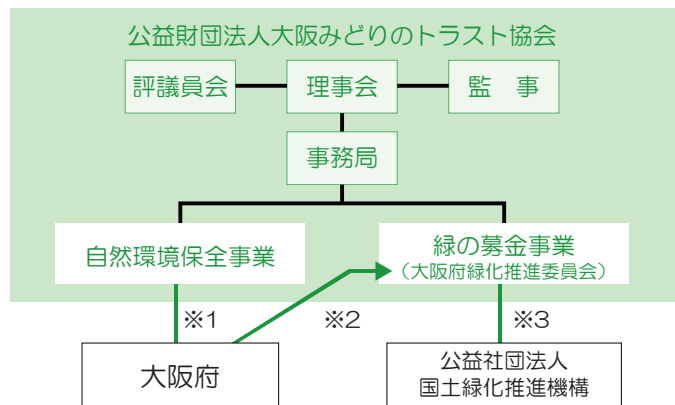 公益財団法人大阪みどりのトラスト協会
評議員会
理事会
監　事
事務局
自然環境保全事業
緑の募金事業
（大阪府緑化推進委員会）
※1
※2
※3
大阪府
公益社団法人
国土緑化推進機構